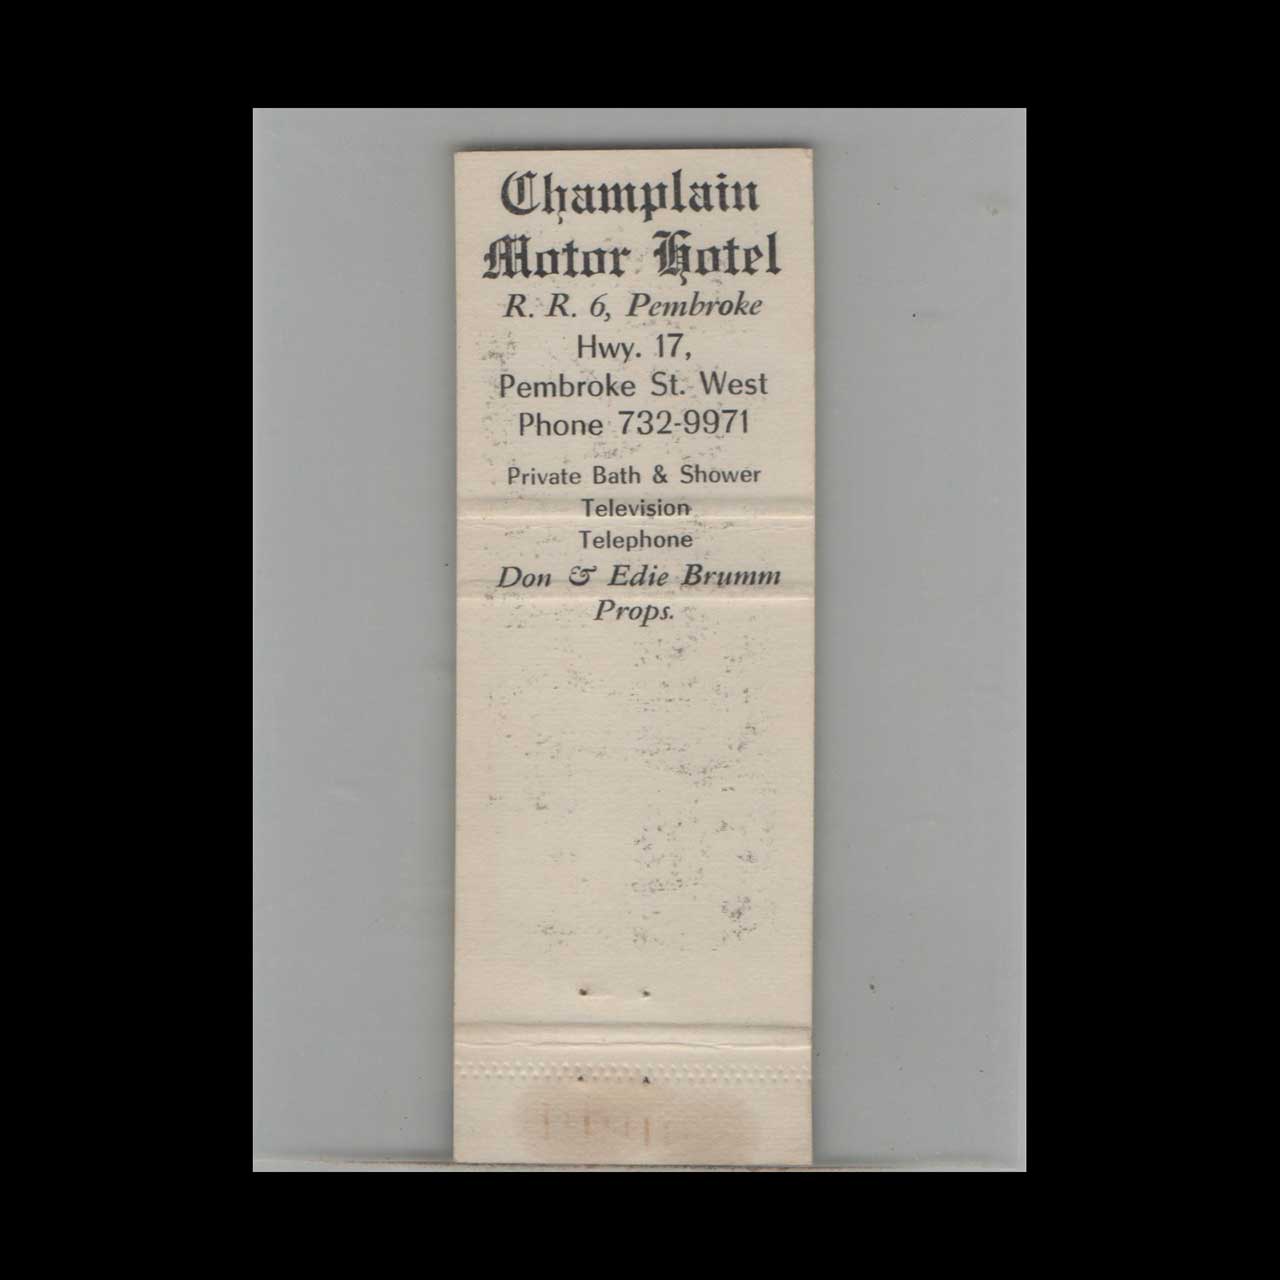 Champlain
Motor Hotel
R. R. 6, Pembroke
Hwy. 17,
Pembroke St. West
Phone 732-9971
Private Bath & Shower
Television
Telephone
Don & Edie Brumm
Props.